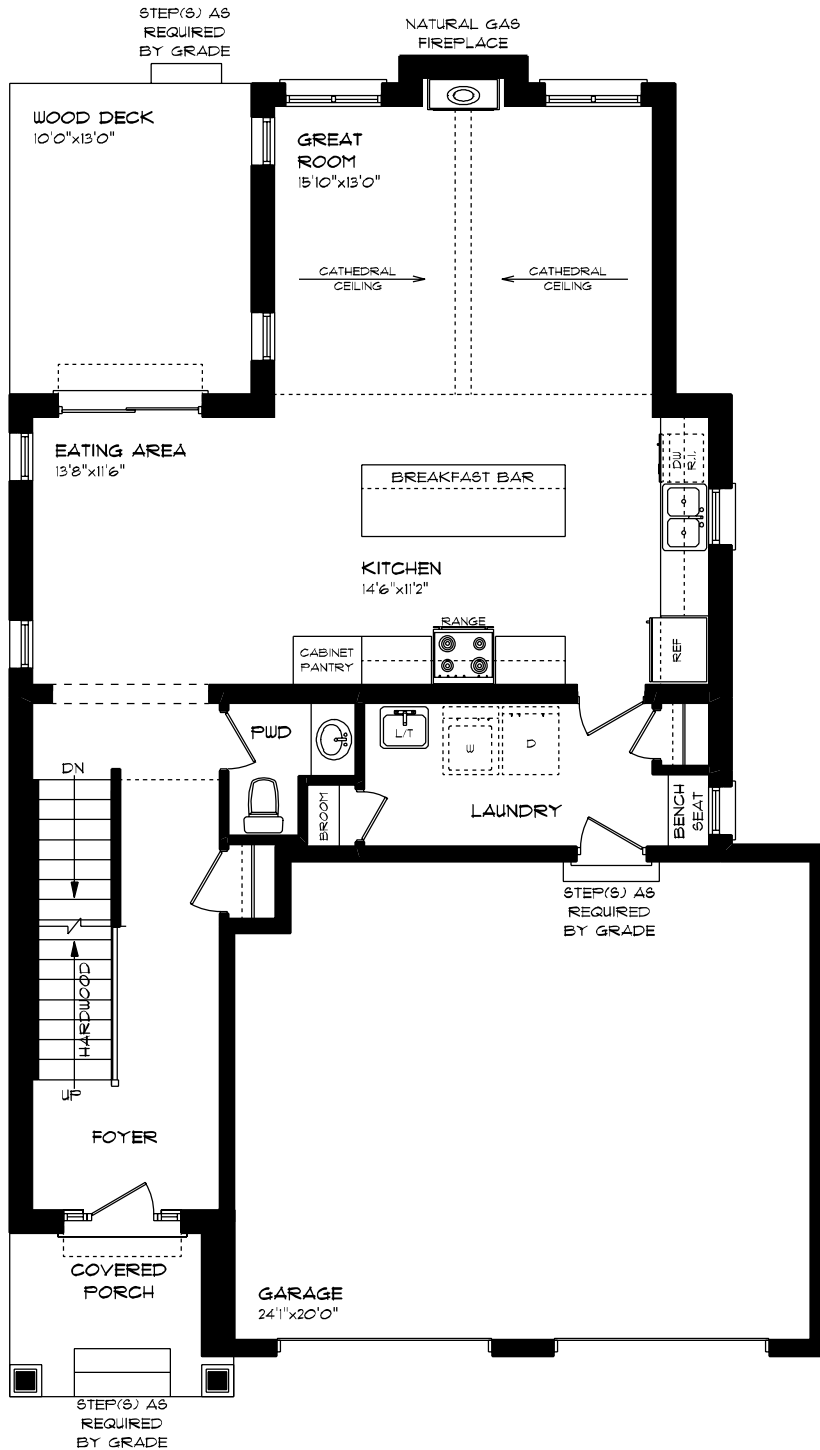 STEP(S) AS
REQUIRED
BY GRADE
NATURAL GAS
FIREPLACE
WOOD DECK
10'0"x13'0"
GREAT
ROOM
15'10"x13'0"
CATHEDRAL
CEILING
CATHEDRAL
CEILING
EATING AREA
13'8"x11'6"
BREAKFAST BAR
DW
R.I.
KITCHEN
14'6"x11'2"
RANGE
CABINET
PANTRY
REF
PWD
L/T
W
D
DN
BROOM
LAUNDRY
BENCH
SEAT
STEP(S) AS
REQUIRED
BY GRADE
HARDWOOD
UP
FOYER
COVERED
PORCH
GARAGE
24'1"x20'0"
STEP(S) AS
REQUIRED
BY GRADE